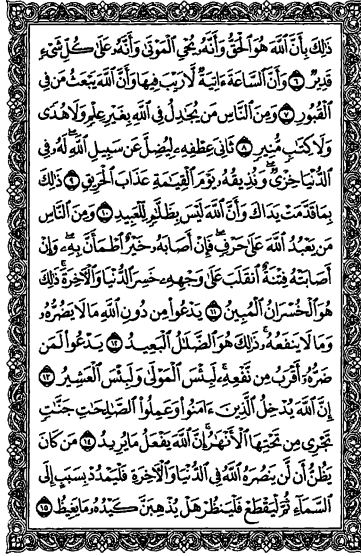 ذَٰلِكَ بِأَنَّ ٱللَّهَ هُوَ ٱلْحَقُّ وَأَنَّهُۥ يُحْىِ ٱلْمَوْتَىٰ وَأَنَّهُۥ عَلَىٰ كُلِّ شَىْءٍ
قَدِيرٌ ٦ وَأَنَّ ٱلسَّاعَةَ ءَاتِيَةٌ لَّا رَيْبَ فِيهَا وَأَنَّ ٱللَّهَ يَبْعَثُ مَن فِى
ٱلْقُبُورِ ٧ وَمِنَ ٱلنَّاسِ مَن يُجَٰدِلُ فِى ٱللَّهِ بِغَيْرِ عِلْمٍ وَلَا هُدًى
وَلَا كِتَٰبٍ مُّنِيرٍ ٨ ثَانِىَ عِطْفِهِۦ لِيُضِلَّ عَن سَبِيلِ ٱللَّهِ ۖ لَهُۥ فِى
ٱلدُّنْيَا خِزْىٌ ۖ وَنُذِيقُهُۥ يَوْمَ ٱلْقِيَٰمَةِ عَذَابَ ٱلْحَرِيقِ ٩ ذَٰلِكَ
بِمَا قَدَّمَتْ يَدَاكَ وَأَنَّ ٱللَّهَ لَيْسَ بِظَلَّٰمٍ لِّلْعَبِيدِ ١٠ وَمِنَ ٱلنَّاسِ
مَن يَعْبُدُ ٱللَّهَ عَلَىٰ حَرْفٍ ۖ فَإِنْ أَصَابَهُۥ خَيْرٌ ٱطْمَأَنَّ بِهِۦ ۖ وَإِنْ
أَصَابَتْهُ فِتْنَةٌ ٱنقَلَبَ عَلَىٰ وَجْهِهِۦ خَسِرَ ٱلدُّنْيَا وَٱلْءَاخِرَةَ ۚ ذَٰلِكَ
هُوَ ٱلْخُسْرَانُ ٱلْمُبِينُ ١١ يَدْعُوا۟ مِن دُونِ ٱللَّهِ مَا لَا يَضُرُّهُۥ
وَمَا لَا يَنفَعُهُۥ ۚ ذَٰلِكَ هُوَ ٱلضَّلَٰلُ ٱلْبَعِيدُ ١٢ يَدْعُوا۟ لَمَن
ضَرُّهُۥٓ أَقْرَبُ مِن نَّفْعِهِۦ ۚ لَبِئْسَ ٱلْمَوْلَىٰ وَلَبِئْسَ ٱلْعَشِيرُ ١٣
إِنَّ ٱللَّهَ يُدْخِلُ ٱلَّذِينَ ءَامَنُوا۟ وَعَمِلُوا۟ ٱلصَّٰلِحَٰتِ جَنَّٰتٍ
تَجْرِى مِن تَحْتِهَا ٱلْأَنْهَٰرُ ۚ إِنَّ ٱللَّهَ يَفْعَلُ مَا يُرِيدُ ١٤ مَن كَانَ
يَظُنُّ أَن لَّن يَنصُرَهُ ٱللَّهُ فِى ٱلدُّنْيَا وَٱلْءَاخِرَةِ فَلْيَمْدُدْ بِسَبَبٍ إِلَى
ٱلسَّمَآءِ ثُمَّ لْيَقْطَعْ فَلْيَنظُرْ هَلْ يُذْهِبَنَّ كَيْدُهُۥ مَا يَغِيظُ ١٥